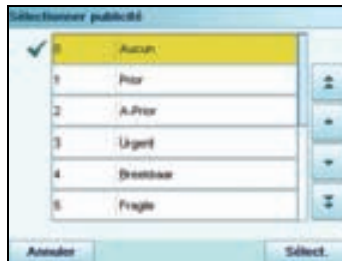 Sélectionner publicité
0 Aucun
1 Prior
2 A-Prior
3 Urgent
4 Breekbaar
5 Fragile
Annuler Sélect.